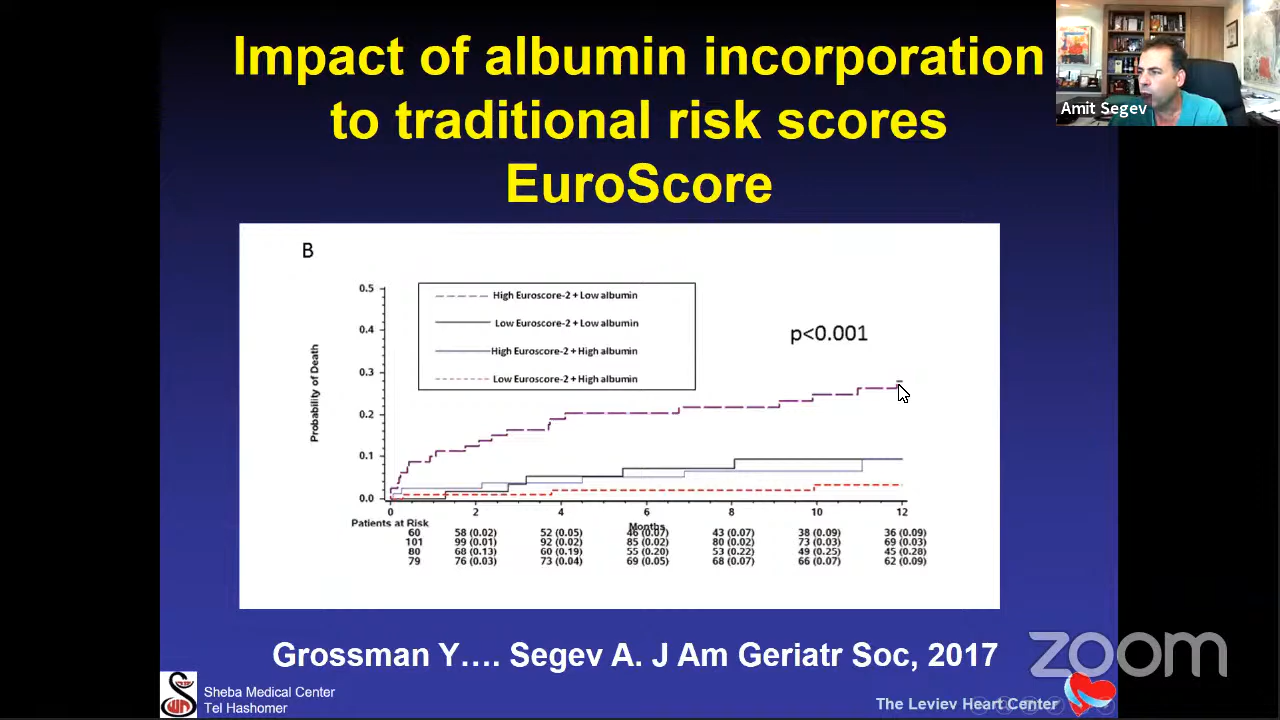 Impact of albumin incorporation
to traditional risk scores
EuroScore
Amit Segev
B
High Euroscore-2 + Low albumin
Low Euroscore-2 + Low albumin
High Euroscore-2 + High albumin
Low Euroscore-2 + High albumin
p<0.001
Probability of Death
0.5
0.4
0.3
0.2
0.1
0.0
0 2 4 6 8 10 12
Patients at Risk
Months
60 58 (0.02) 52 (0.05) 46 (0.07) 43 (0.07) 38 (0.09) 36 (0.09)
101 99 (0.01) 92 (0.02) 85 (0.02) 80 (0.02) 73 (0.03) 69 (0.03)
80 68 (0.13) 60 (0.19) 55 (0.20) 53 (0.22) 49 (0.25) 45 (0.28)
79 76 (0.03) 73 (0.04) 69 (0.05) 68 (0.07) 66 (0.07) 62 (0.09)
Grossman Y…. Segev A. J Am Geriatr Soc, 2017
zoom
Sheba Medical Center
Tel Hashomer
The Leviev Heart Center